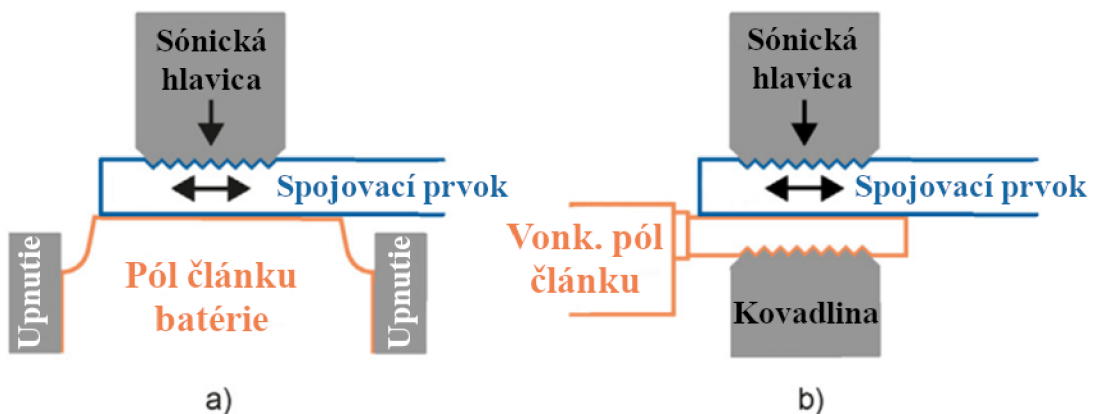 Sónická
hlavica
Spojovací prvok
Upnutie
Pól článku
batérie
Upnutie
a)
Sónická
hlavica
Spojovací prvok
Vonk. pól
článku
Kovadlina
b)